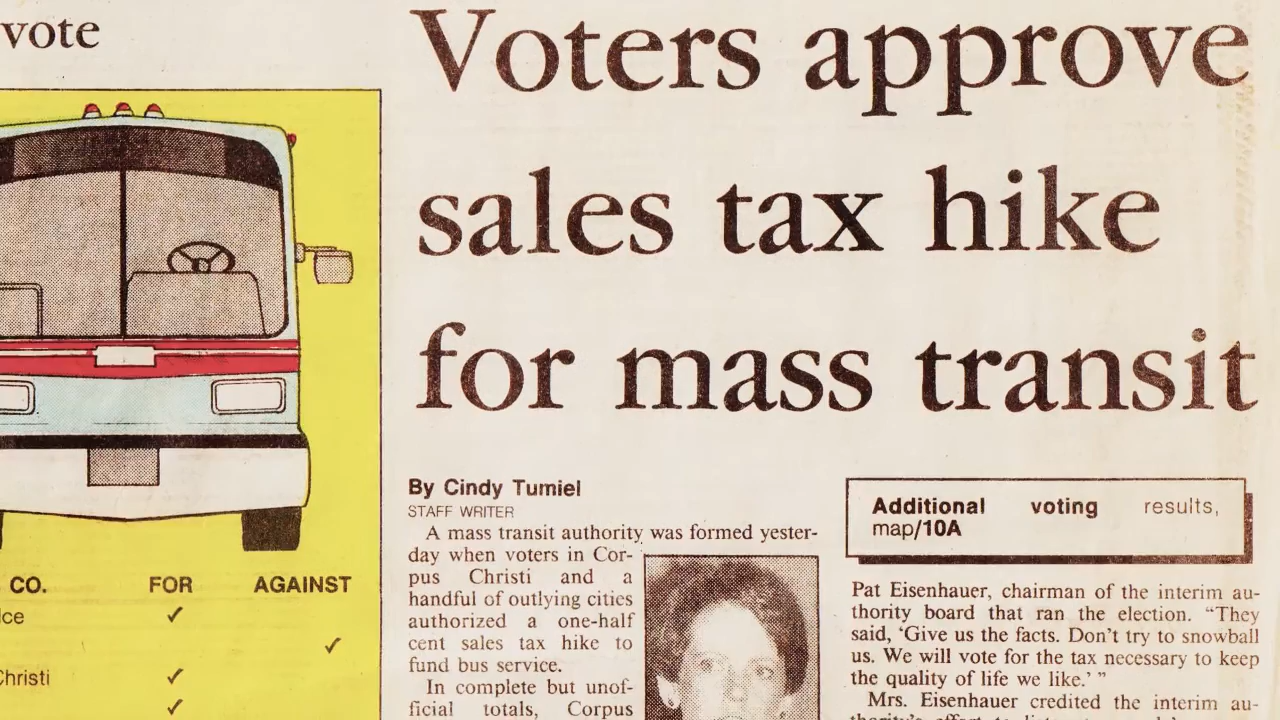 vote
CO. FOR AGAINST
Christi
Voters approve
sales tax hike
for mass transit
By Cindy Tumiel
STAFF WRITER
A mass transit authority was formed yester-
day when voters in Cor-
pus Christi and a
handful of outlying cities
authorized a one-half
cent sales tax hike to
fund bus service.
In complete but unof-
ficial totals, Corpus
Additional voting results,
map/10A
Pat Eisenhauer, chairman of the interim au-
thority board that ran the election. “They
said, ‘Give us the facts. Don’t try to snowball
us. We will vote for the tax necessary to keep
the quality of life we like.’ ”
Mrs. Eisenhauer credited the interim au-